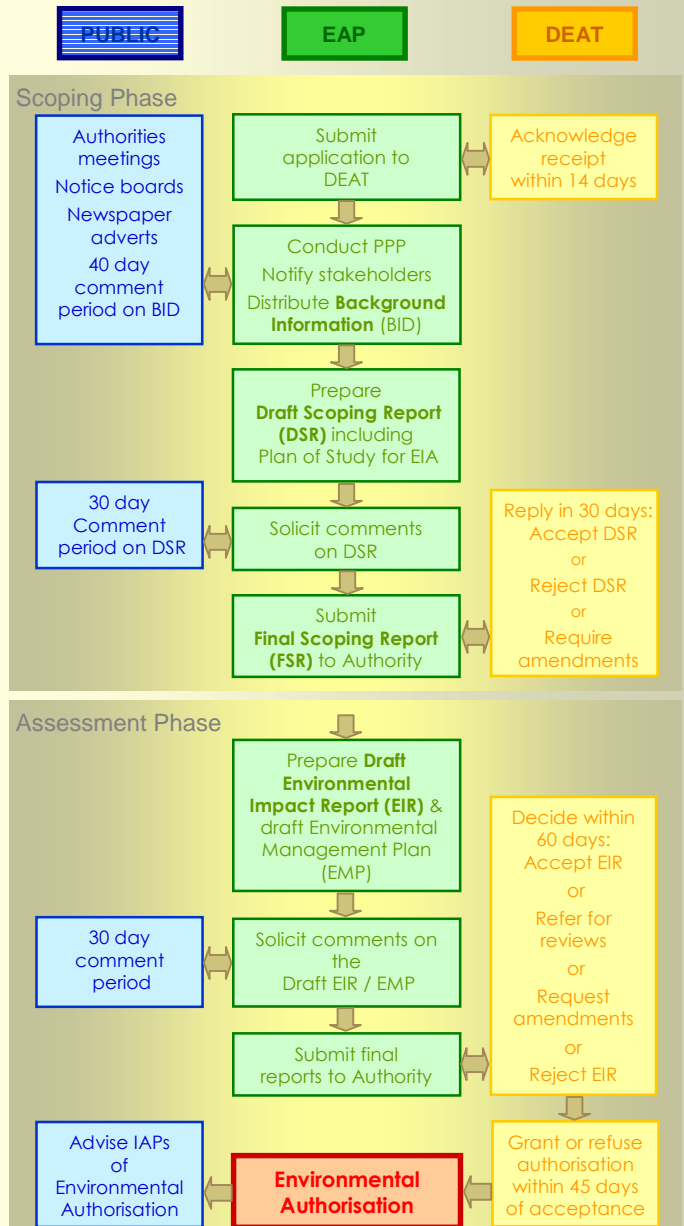 PUBLIC
EAP
DEAT
Scoping Phase
Authorities
meetings
Notice boards
Newspaper
adverts
40 day
comment
period on BID
Submit
application to
DEAT
Acknowledge
receipt
within 14 days
Conduct PPP
Notify stakeholders
Distribute Background
Information (BID)
Prepare
Draft Scoping Report
(DSR) including
Plan of Study for EIA
30 day
Comment
period on DSR
Solicit comments
on DSR
Reply in 30 days:
Accept DSR
or
Reject DSR
or
Require
amendments
Submit
Final Scoping Report
(FSR) to Authority
Assessment Phase
Prepare Draft
Environmental
Impact Report (EIR) &
draft Environmental
Management Plan
(EMP)
Decide within
60 days:
Accept EIR
or
Refer for
reviews
or
Request
amendments
or
Reject EIR
30 day
comment
period
Solicit comments on
the
Draft EIR / EMP
Submit final
reports to Authority
Advise IAPs
of
Environmental
Authorisation
Environmental
Authorisation
Grant or refuse
authorisation
within 45 days
of acceptance